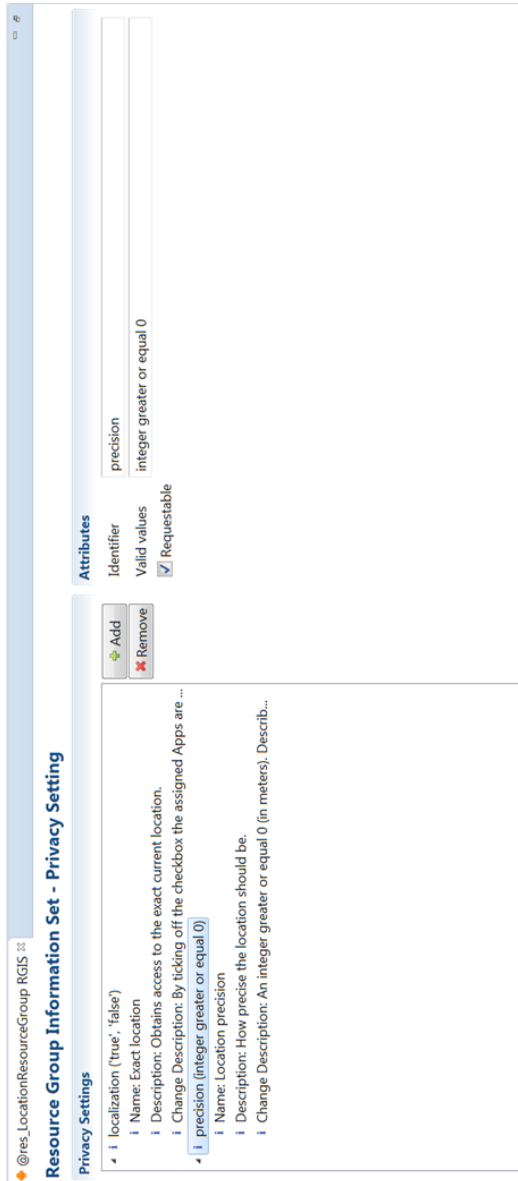 @res_LocationResourceGroup RGIS
Resource Group Information Set - Privacy Setting
Privacy Settings
localization ('true', 'false')
Name: Exact location
Description: Obtains access to the exact current location.
Change Description: By ticking off the checkbox the assigned Apps are ...
precision (integer greater or equal 0)
Name: Location precision
Description: How precise the location should be.
Change Description: An integer greater or equal 0 (in meters). Describ...
Add
Remove
Attributes
Identifier precision
Valid values integer greater or equal 0
Requestable